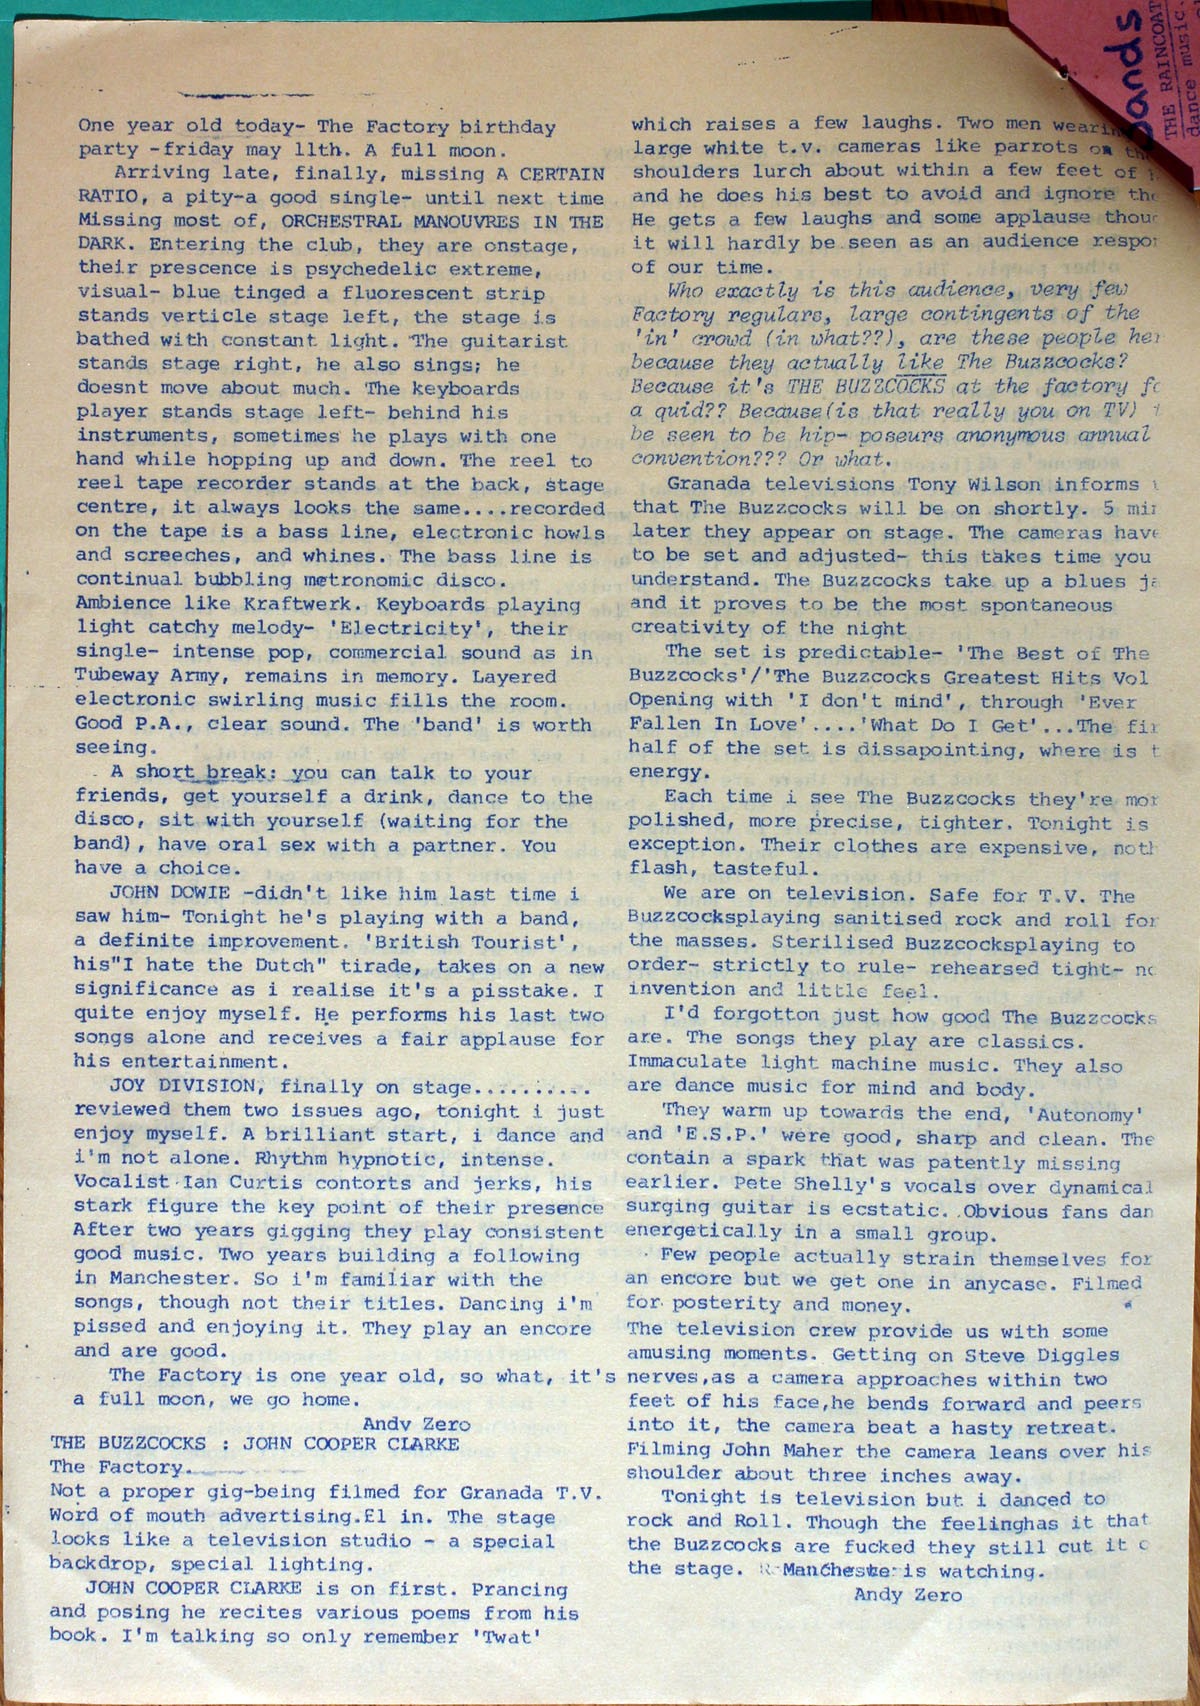 One year old today- The Factory birthday
party -friday may 11th. A full moon.
Arriving late, finally, missing A CERTAIN
RATIO, a pity-a good single- until next time
Missing most of, ORCHESTRAL MANOUVRES IN THE
DARK. Entering the club, they are onstage,
their prescence is psychedelic extreme,
visual- blue tinged a fluorescent strip
stands verticle stage left, the stage is
bathed with constant light. The guitarist
stands stage right, he also sings; he
doesnt move about much. The keyboards
player stands stage left- behind his
instruments, sometimes he plays with one
hand while hopping up and down. The reel to
reel tape recorder stands at the back, stage
centre, it always looks the same....recorded
on the tape is a bass line, electronic howls
and screeches, and whines. The bass line is
continual bubbling metronomic disco.
Ambience like Kraftwerk. Keyboards playing
light catchy melody- 'Electricity', their
single- intense pop, commercial sound as in
Tubeway Army, remains in memory. Layered
electronic swirling music fills the room.
Good P.A., clear sound. The 'band' is worth
seeing.
A short break: you can talk to your
friends, get yourself a drink, dance to the
disco, sit with yourself (waiting for the
band), have oral sex with a partner. You
have a choice.
JOHN DOWIE -didn't like him last time i
saw him- Tonight he's playing with a band,
a definite improvement. 'British Tourist',
his"I hate the Dutch" tirade, takes on a new
significance as i realise it's a pisstake. I
quite enjoy myself. He performs his last two
songs alone and receives a fair applause for
his entertainment.
JOY DIVISION, finally on stage..........
reviewed them two issues ago, tonight i just
enjoy myself. A brilliant start, i dance and
i'm not alone. Rhythm hypnotic, intense.
Vocalist Ian Curtis contorts and jerks, his
stark figure the key point of their presence
After two years gigging they play consistent
good music. Two years building a following
in Manchester. So i'm familiar with the
songs, though not their titles. Dancing i'm
pissed and enjoying it. They play an encore
and are good.
The Factory is one year old, so what, it's
a full moon, we go home.
Andy Zero
THE BUZZCOCKS : JOHN COOPER CLARKE
The Factory.
Not a proper gig-being filmed for Granada T.V.
Word of mouth advertising.£1 in. The stage
looks like a television studio - a special
backdrop, special lighting.
JOHN COOPER CLARKE is on first. Prancing
and posing he recites various poems from his
book. I'm talking so only remember 'Twat'
which raises a few laughs. Two men
large white t.v. cameras like parrots on
shoulders lurch about within a few feet of
and he does his best to avoid and ignore
He gets a few laughs and some applause
it will hardly be seen as an audience
of our time.
Who exactly is this audience, very few
Factory regulars, large contingents of the
'in' crowd (in what??), are these people
because they actually like The Buzzcocks?
Because it's THE BUZZCOCKS at the factory
a quid?? Because(is that really you on TV)
be seen to be hip- poseurs anonymous annual
convention??? Or what.
Granada televisions Tony Wilson informs
that The Buzzcocks will be on shortly. 5
later they appear on stage. The cameras
to be set and adjusted- this takes time you
understand. The Buzzcocks take up a blues
and it proves to be the most spontaneous
creativity of the night
The set is predictable- 'The Best of The
Buzzcocks'/'The Buzzcocks Greatest Hits Vol
Opening with 'I don't mind', through 'Ever
Fallen In Love'....'What Do I Get'...The
half of the set is dissapointing, where is
energy.
Each time i see The Buzzcocks they're
polished, more precise, tighter. Tonight is
exception. Their clothes are expensive,
flash, tasteful.
We are on television. Safe for T.V. The
Buzzcocksplaying sanitised rock and roll for
the masses. Sterilised Buzzcocksplaying to
order- strictly to rule- rehearsed tight-
invention and little feel.
I'd forgotton just how good The Buzzcocks
are. The songs they play are classics.
Immaculate light machine music. They also
are dance music for mind and body.
They warm up towards the end, 'Autonomy'
and 'E.S.P.' were good, sharp and clean. The
contain a spark that was patently missing
earlier. Pete Shelly's vocals over dynamical
surging guitar is ecstatic. Obvious fans
energetically in a small group.
Few people actually strain themselves for
an encore but we get one in anycase. Filmed
for posterity and money.
The television crew provide us with some
amusing moments. Getting on Steve Diggles
nerves,as a camera approaches within two
feet of his face,he bends forward and peers
into it, the camera beat a hasty retreat.
Filming John Maher the camera leans over his
shoulder about three inches away.
Tonight is television but i danced to
rock and Roll. Though the feelinghas it that
the Buzzcocks are fucked they still cut it
the stage. Manchester is watching.
Andy Zero
bands
THE RAINCOAT
dance music.